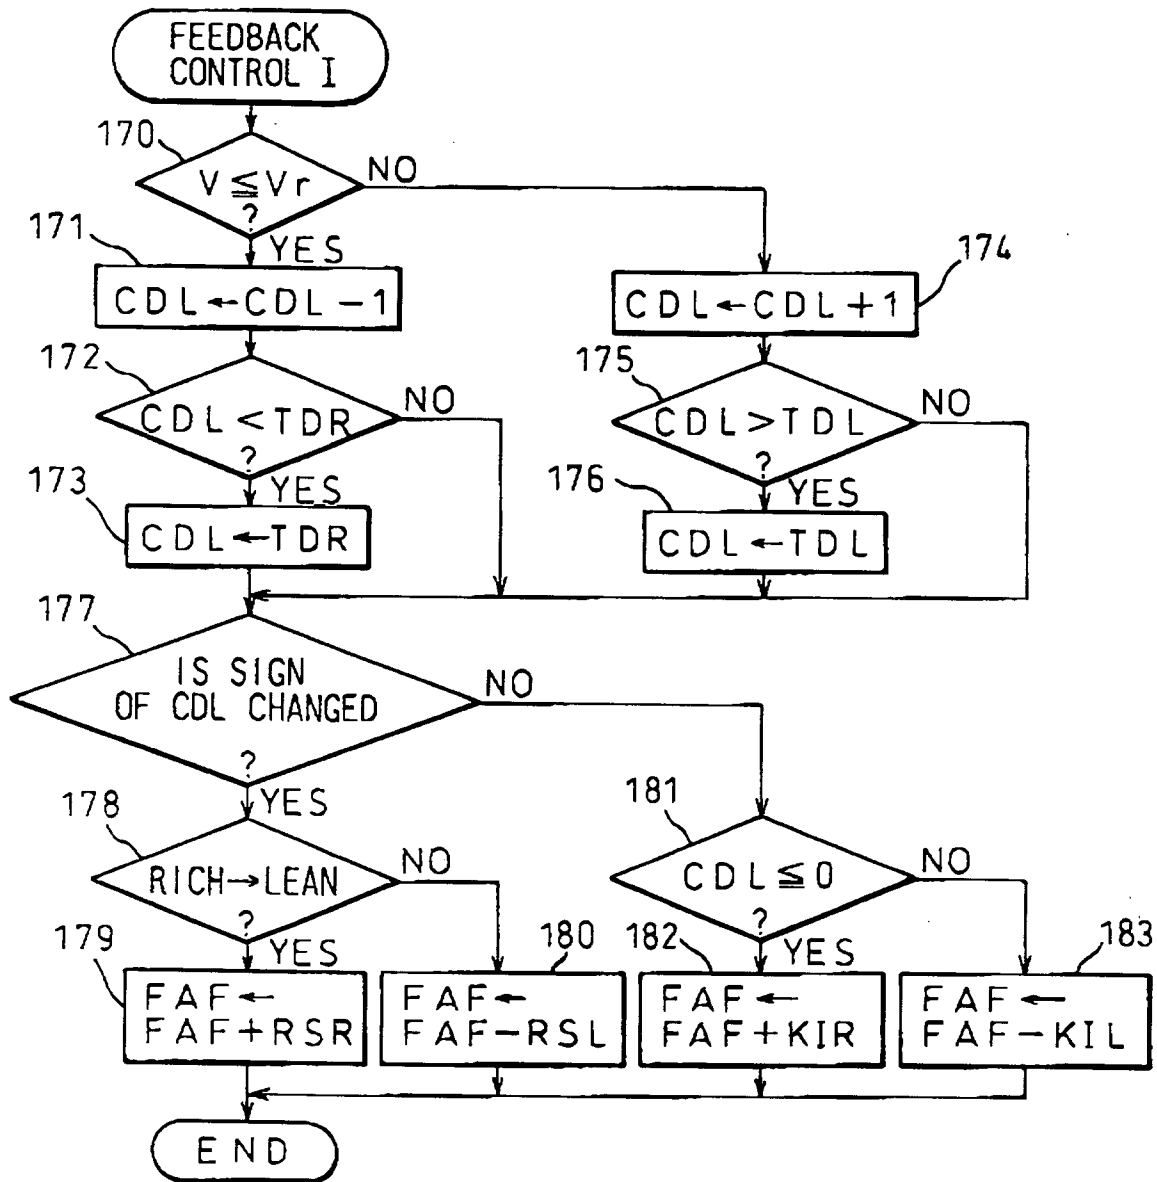 FEEDBACK
CONTROL I
170
V ≦ Vr
?
NO
YES
171
CDL ← CDL - 1
174
CDL ← CDL + 1
172
CDL < TDR
?
NO
YES
175
CDL > TDL
?
NO
YES
173
CDL ← TDR
176
CDL ← TDL
177
IS SIGN
OF CDL CHANGED
?
NO
YES
178
RICH → LEAN
?
NO
YES
181
CDL ≦ 0
?
NO
YES
179
FAF ←
FAF + RSR
180
FAF ←
FAF - RSL
182
FAF ←
FAF + KIR
183
FAF ←
FAF - KIL
END